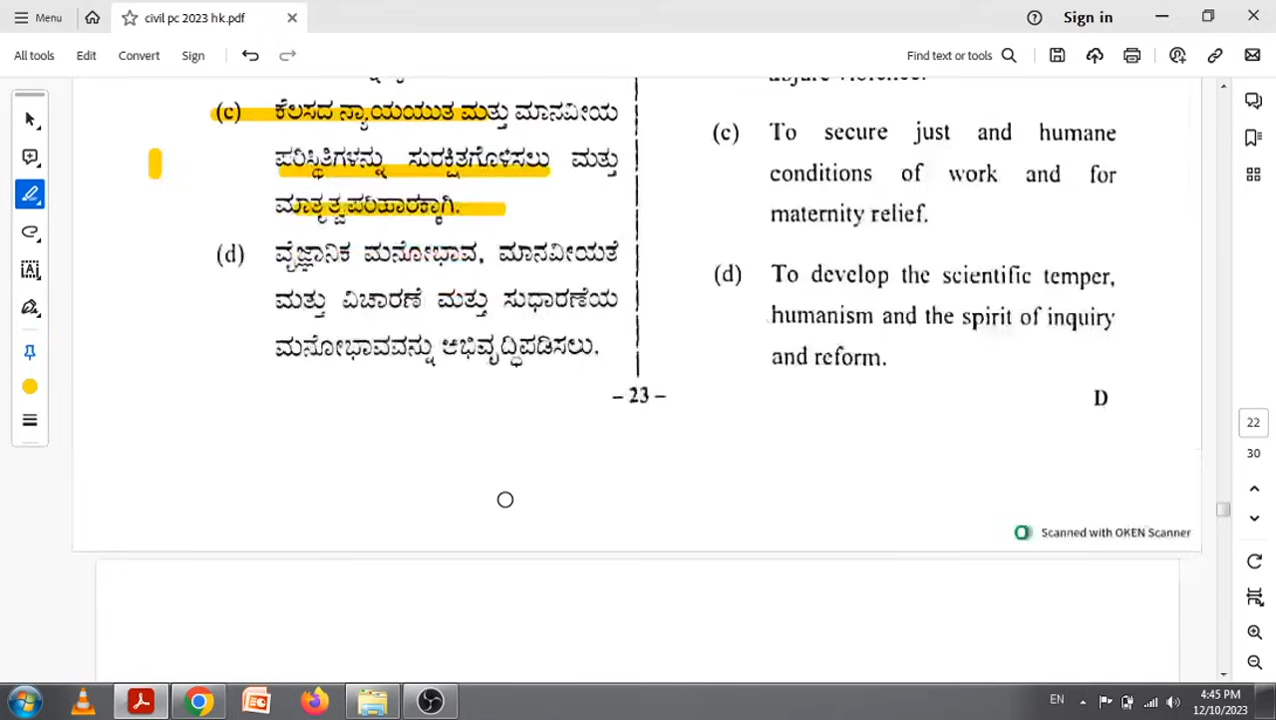 Menu
civil pc 2023 hk.pdf
Sign in
All tools Edit Convert Sign
Find text or tools
(c) ಕೆಲಸದ ನ್ಯಾಯಯುತ ಮತ್ತು ಮಾನವೀಯ
ಪರಿಸ್ಥಿತಿಗಳನ್ನು ಸುರಕ್ಷಿತಗೊಳಿಸಲು ಮತ್ತು
ಮಾತೃತ್ವ ಪರಿಹಾರಕ್ಕಾಗಿ.
(d) ವೈಜ್ಞಾನಿಕ ಮನೋಭಾವ, ಮಾನವೀಯತೆ
ಮತ್ತು ವಿಚಾರಣೆ ಮತ್ತು ಸುಧಾರಣೆಯ
ಮನೋಭಾವವನ್ನು ಅಭಿವೃದ್ಧಿಪಡಿಸಲು.
abjure violence.
(c) To secure just and humane
conditions of work and for
maternity relief.
(d) To develop the scientific temper,
humanism and the spirit of inquiry
and reform.
– 23 –
D
Scanned with OKEN Scanner
22
30
EN
4:45 PM
12/10/2023